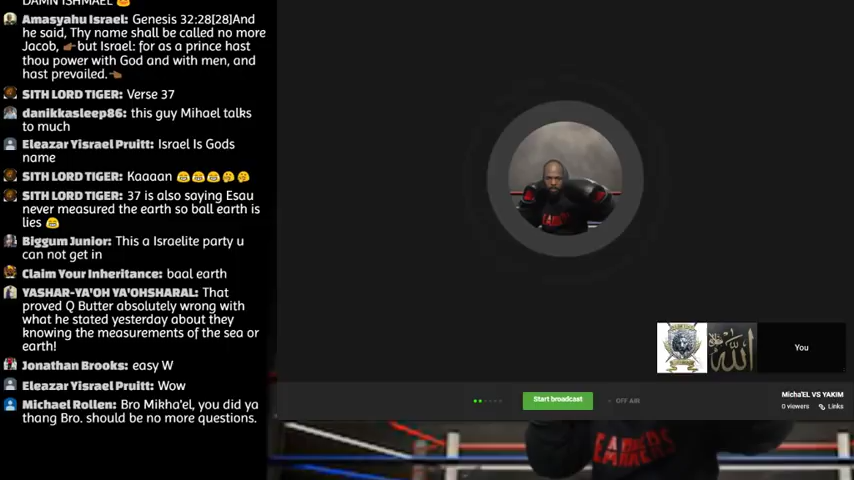 DAMN ISHMAEL
Amasyahu Israel: Genesis 32:28[28]And
he said, Thy name shall be called no more
Jacob, 👉🏾but Israel: for as a prince hast
thou power with God and with men, and
hast prevailed.👈🏾
SITH LORD TIGER: Verse 37
danikkasleep86: this guy Mihael talks
to much
Eleazar Yisrael Pruitt: Israel Is Gods
name
SITH LORD TIGER: Kaaaan 😂😂😂🤔🤔
SITH LORD TIGER: 37 is also saying Esau
never measured the earth so ball earth is
lies 😂
Biggum Junior: This a Israelite party u
can not get in
Claim Your Inheritance: baal earth
YASHAR-YA'OH YA'OHSHARAL: That
proved Q Butter absolutely wrong with
what he stated yesterday about they
knowing the measurements of the sea or
earth!
Jonathan Brooks: easy W
Eleazar Yisrael Pruitt: Wow
Michael Rollen: Bro Mikha'el, you did ya
thang Bro. should be no more questions.
الله
You
Start broadcast
OFF AIR
Micha'EL VS YAKIM
0 viewers
Links